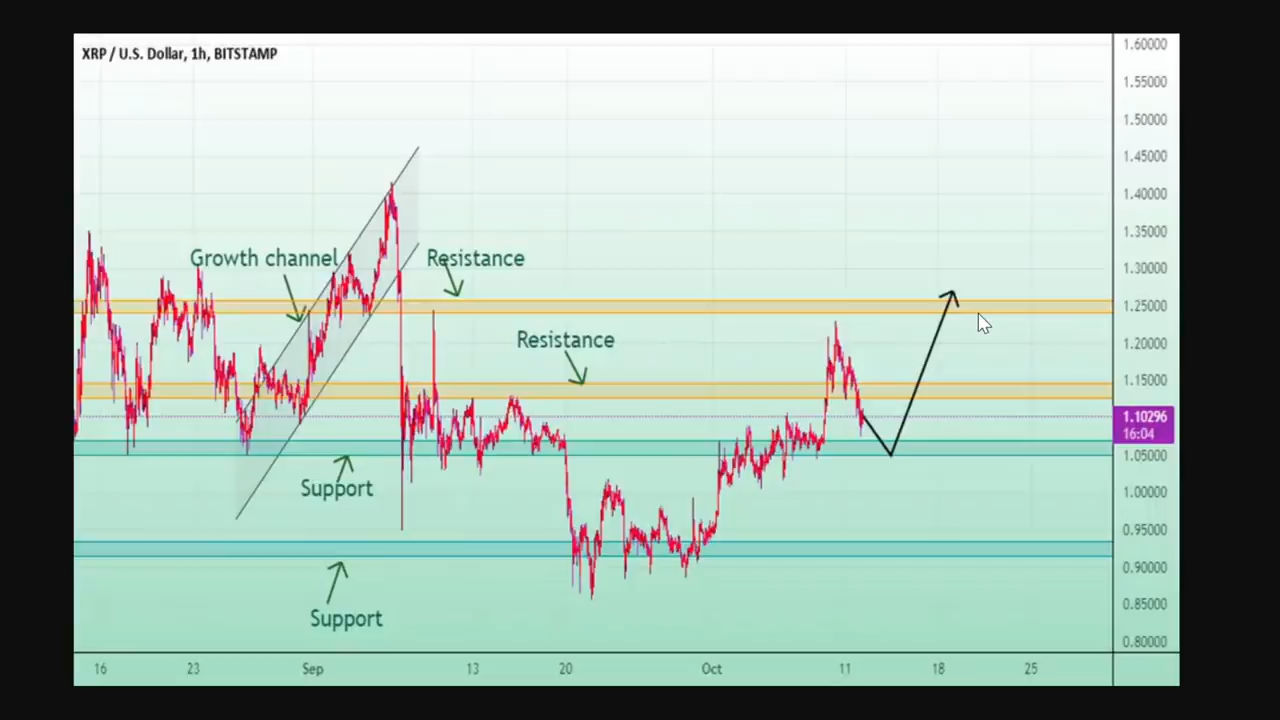 XRP / U.S. Dollar, 1h, BITSTAMP
1.60000
1.55000
1.50000
1.45000
1.40000
1.35000
1.30000
1.25000
1.20000
1.15000
1.10296
16:04
1.05000
1.00000
0.95000
0.90000
0.85000
0.80000
Growth channel
Resistance
Resistance
Support
Support
16 23 Sep 13 20 Oct 11 18 25